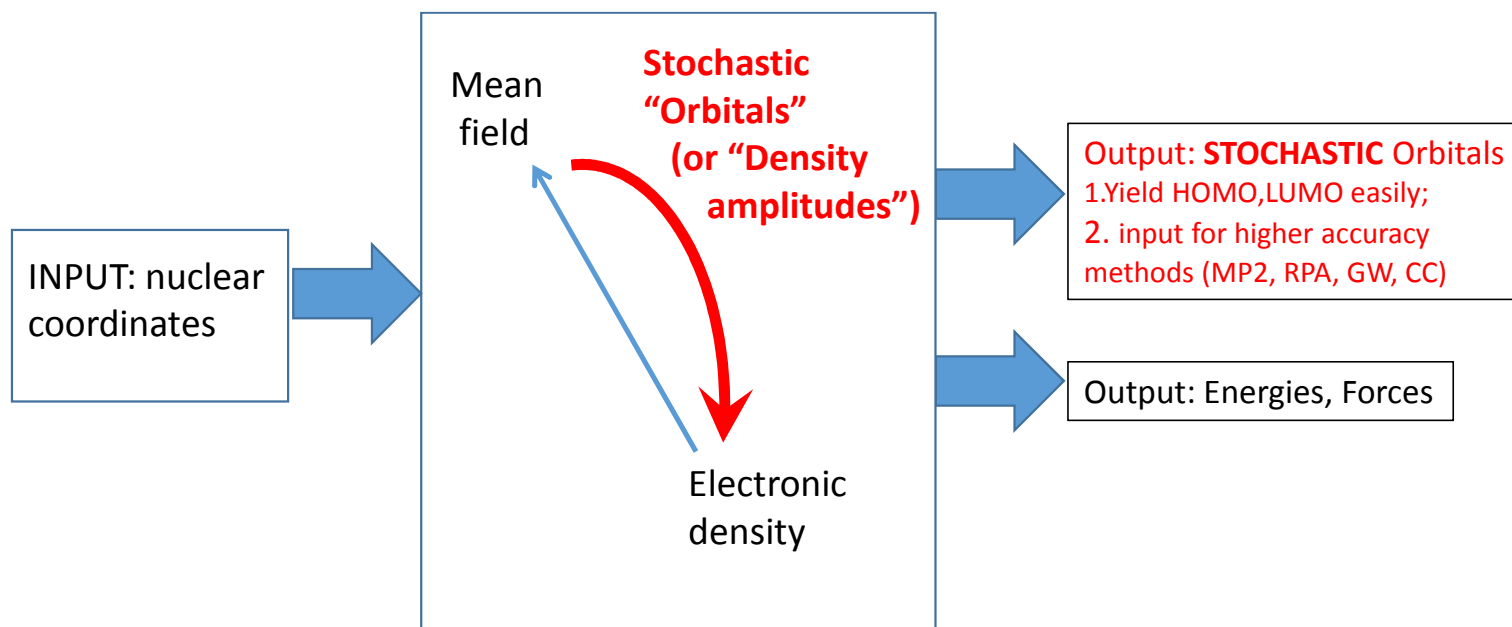 INPUT: nuclear
coordinates
Mean
field
Stochastic
“Orbitals”
(or “Density
amplitudes”)
Electronic
density
Output: STOCHASTIC Orbitals
1.Yield HOMO,LUMO easily;
2. input for higher accuracy
methods (MP2, RPA, GW, CC)
Output: Energies, Forces